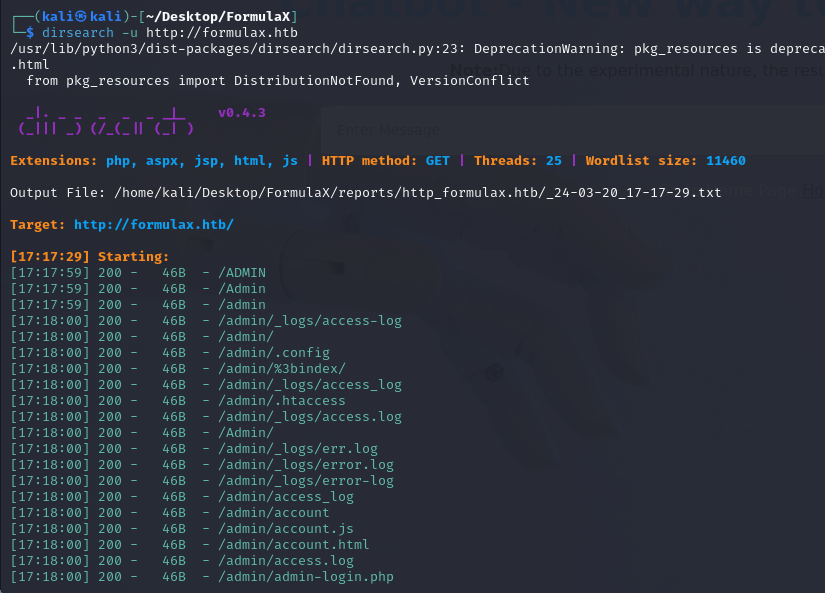 ┌──(kali㉿kali)-[~/Desktop/FormulaX]
└─$ dirsearch -u http://formulax.htb
/usr/lib/python3/dist-packages/dirsearch/dirsearch.py:23: DeprecationWarning: pkg_resources is depreca
.html
from pkg_resources import DistributionNotFound, VersionConflict
Note: Due to the experimental nature, the resu
v0.4.3
Enter Message
Extensions: php, aspx, jsp, html, js | HTTP method: GET | Threads: 25 | Wordlist size: 11460
Output File: /home/kali/Desktop/FormulaX/reports/http_formulax.htb/_24-03-20_17-17-29.txt
Target: http://formulax.htb/
[17:17:29] Starting:
[17:17:59] 200 -   46B  - /ADMIN
[17:17:59] 200 -   46B  - /Admin
[17:17:59] 200 -   46B  - /admin
[17:18:00] 200 -   46B  - /admin/_logs/access-log
[17:18:00] 200 -   46B  - /admin/
[17:18:00] 200 -   46B  - /admin/.config
[17:18:00] 200 -   46B  - /admin/%3bindex/
[17:18:00] 200 -   46B  - /admin/_logs/access_log
[17:18:00] 200 -   46B  - /admin/.htaccess
[17:18:00] 200 -   46B  - /admin/_logs/access.log
[17:18:00] 200 -   46B  - /Admin/
[17:18:00] 200 -   46B  - /admin/_logs/err.log
[17:18:00] 200 -   46B  - /admin/_logs/error.log
[17:18:00] 200 -   46B  - /admin/_logs/error-log
[17:18:00] 200 -   46B  - /admin/access_log
[17:18:00] 200 -   46B  - /admin/account
[17:18:00] 200 -   46B  - /admin/account.js
[17:18:00] 200 -   46B  - /admin/account.html
[17:18:00] 200 -   46B  - /admin/access.log
[17:18:00] 200 -   46B  - /admin/admin-login.php